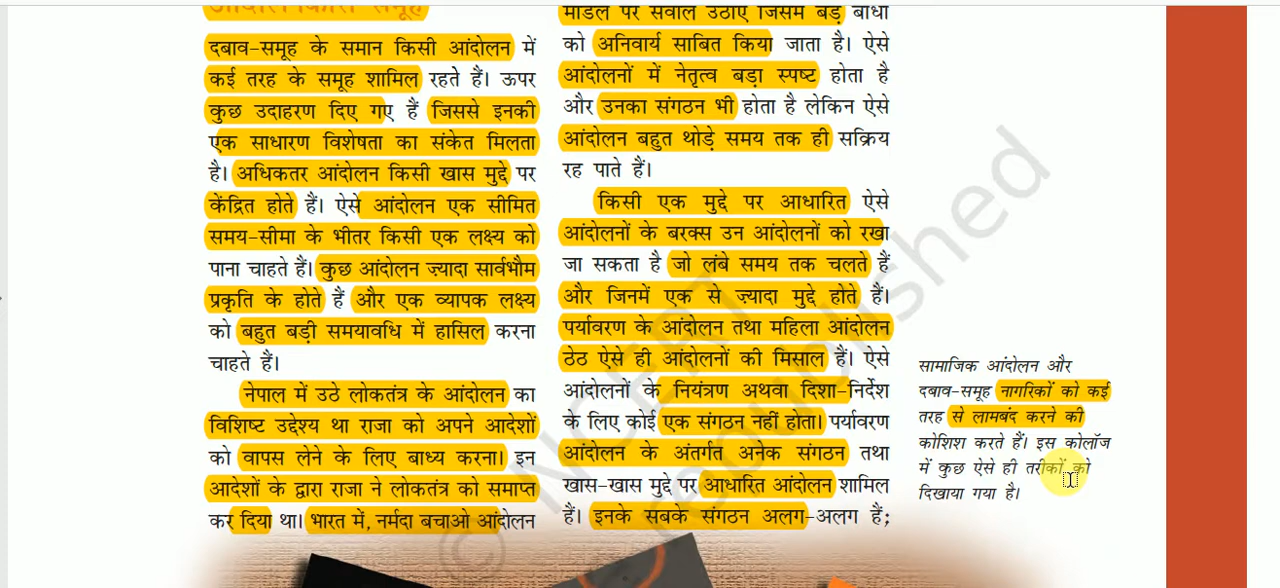 आंदोलनकारी समूह
दबाव-समूह के समान किसी आंदोलन में
कई तरह के समूह शामिल रहते हैं। ऊपर
कुछ उदाहरण दिए गए हैं जिससे इनकी
एक साधारण विशेषता का संकेत मिलता
है। अधिकतर आंदोलन किसी खास मुद्दे पर
केंद्रित होते हैं। ऐसे आंदोलन एक सीमित
समय-सीमा के भीतर किसी एक लक्ष्य को
पाना चाहते हैं। कुछ आंदोलन ज्यादा सार्वभौम
प्रकृति के होते हैं और एक व्यापक लक्ष्य
को बहुत बड़ी समयावधि में हासिल करना
चाहते हैं।
नेपाल में उठे लोकतंत्र के आंदोलन का
विशिष्ट उद्देश्य था राजा को अपने आदेशों
को वापस लेने के लिए बाध्य करना। इन
आदेशों के द्वारा राजा ने लोकतंत्र को समाप्त
कर दिया था। भारत में, नर्मदा बचाओ आंदोलन
मॉडल पर सवाल उठाए जिसमें बड़े बांधों
को अनिवार्य साबित किया जाता है। ऐसे
आंदोलनों में नेतृत्व बड़ा स्पष्ट होता है
और उनका संगठन भी होता है लेकिन ऐसे
आंदोलन बहुत थोड़े समय तक ही सक्रिय
रह पाते हैं।
किसी एक मुद्दे पर आधारित ऐसे
आंदोलनों के बरक्स उन आंदोलनों को रखा
जा सकता है जो लंबे समय तक चलते हैं
और जिनमें एक से ज़्यादा मुद्दे होते हैं।
पर्यावरण के आंदोलन तथा महिला आंदोलन
ठेठ ऐसे ही आंदोलनों की मिसाल हैं। ऐसे
आंदोलनों के नियंत्रण अथवा दिशा-निर्देश
के लिए कोई एक संगठन नहीं होता। पर्यावरण
आंदोलन के अंतर्गत अनेक संगठन तथा
खास-खास मुद्दे पर आधारित आंदोलन शामिल
हैं। इनके सबके संगठन अलग-अलग हैं;
सामाजिक आंदोलन और
दबाव-समूह नागरिकों को कई
तरह से लामबंद करने की
कोशिश करते हैं। इस कोलॉज
में कुछ ऐसे ही तरीकों को
दिखाया गया है।
© NCERT
republished